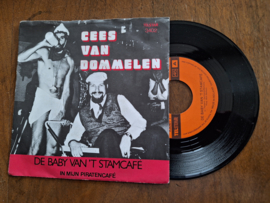 CEES
VAN
DOMMELEN
DE BABY VAN 'T STAMCAFÉ
IN MIJN PIRATENCAFÉ